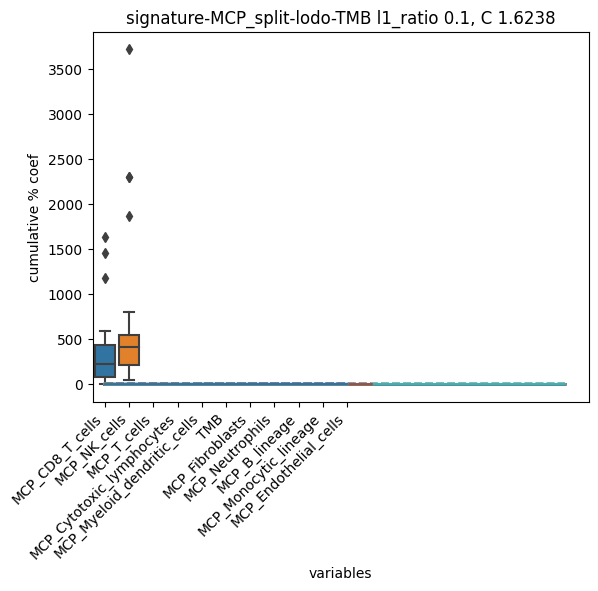 signature-MCP_split-lodo-TMB l1_ratio 0.1, C 1.6238
cumulative % coef
3500
3000
2500
2000
1500
1000
500
0
MCP_CD8_T_cells
MCP_NK_cells
MCP_T_cells
MCP_Cytotoxic_lymphocytes
MCP_Myeloid_dendritic_cells
TMB
MCP_Fibroblasts
MCP_Neutrophils
MCP_B_lineage
MCP_Monocytic_lineage
MCP_Endothelial_cells
variables